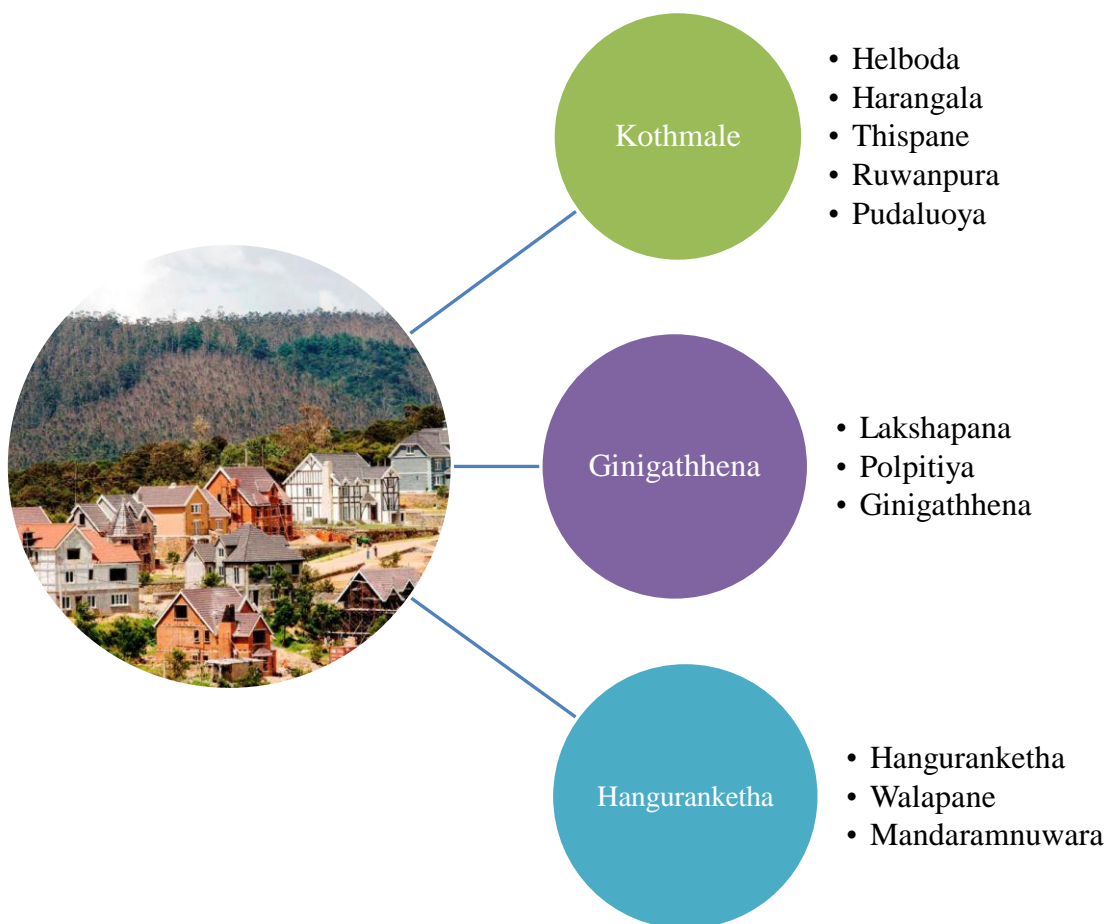 Kothmale
• Helboda
• Harangala
• Thispane
• Ruwanpura
• Pudaluoya
Ginigathhena
• Lakshapana
• Polpitiya
• Ginigathhena
Hanguranketha
• Hanguranketha
• Walapane
• Mandaramnuwara